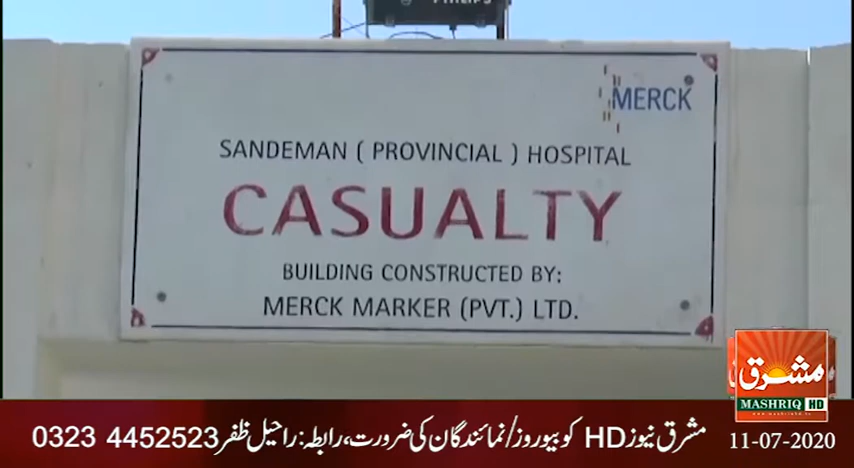 PHILIPS
MERCK
SANDEMAN ( PROVINCIAL ) HOSPITAL
CASUALTY
BUILDING CONSTRUCTED BY:
MERCK MARKER (PVT.) LTD.
مشرق
MASHRIQ HD
مشرق نیوز HD کو بیوروز/نمائندگان کی ضرورت، رابطہ: راحیل ظفر 0323 4452523
11-07-2020